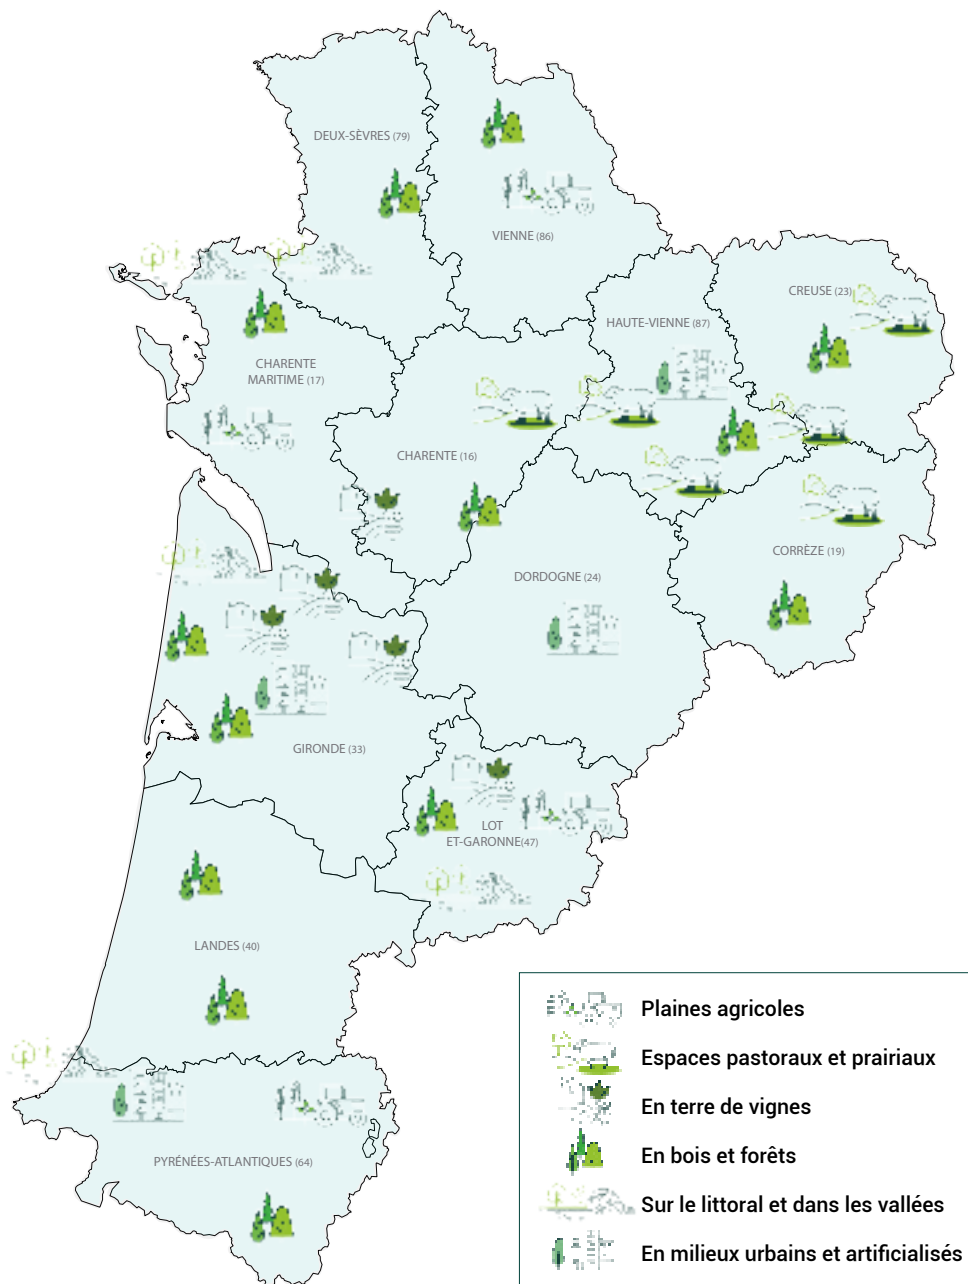 DEUX-SÈVRES (79)
VIENNE (86)
CREUSE (23)
HAUTE-VIENNE (87)
CHARENTE
MARITIME (17)
CHARENTE (16)
CORRÈZE (19)
DORDOGNE (24)
GIRONDE (33)
LOT
ET-GARONNE(47)
LANDES (40)
PYRÉNÉES-ATLANTIQUES (64)
Plaines agricoles
Espaces pastoraux et prairiaux
En terre de vignes
En bois et forêts
Sur le littoral et dans les vallées
En milieux urbains et artificialisés